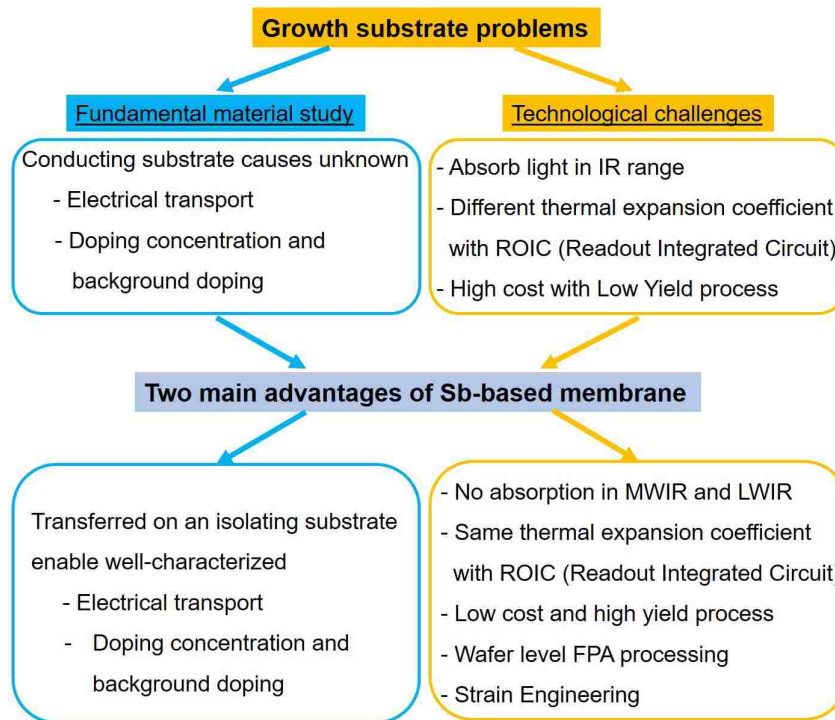 Growth substrate problems
Fundamental material study
Technological challenges
Conducting substrate causes unknown
- Electrical transport
- Doping concentration and
background doping
- Absorb light in IR range
- Different thermal expansion coefficient
with ROIC (Readout Integrated Circuit)
- High cost with Low Yield process
Two main advantages of Sb-based membrane
Transferred on an isolating substrate
enable well-characterized
- Electrical transport
- Doping concentration and
background doping
- No absorption in MWIR and LWIR
- Same thermal expansion coefficient
with ROIC (Readout Integrated Circuit)
- Low cost and high yield process
- Wafer level FPA processing
- Strain Engineering